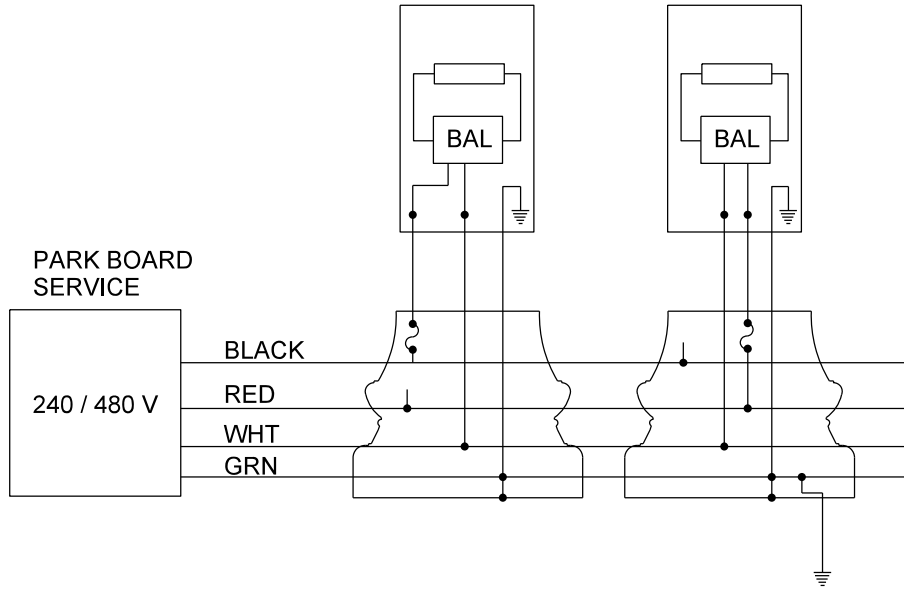 BAL
BAL
PARK BOARD
SERVICE
240 / 480 V
BLACK
RED
WHT
GRN